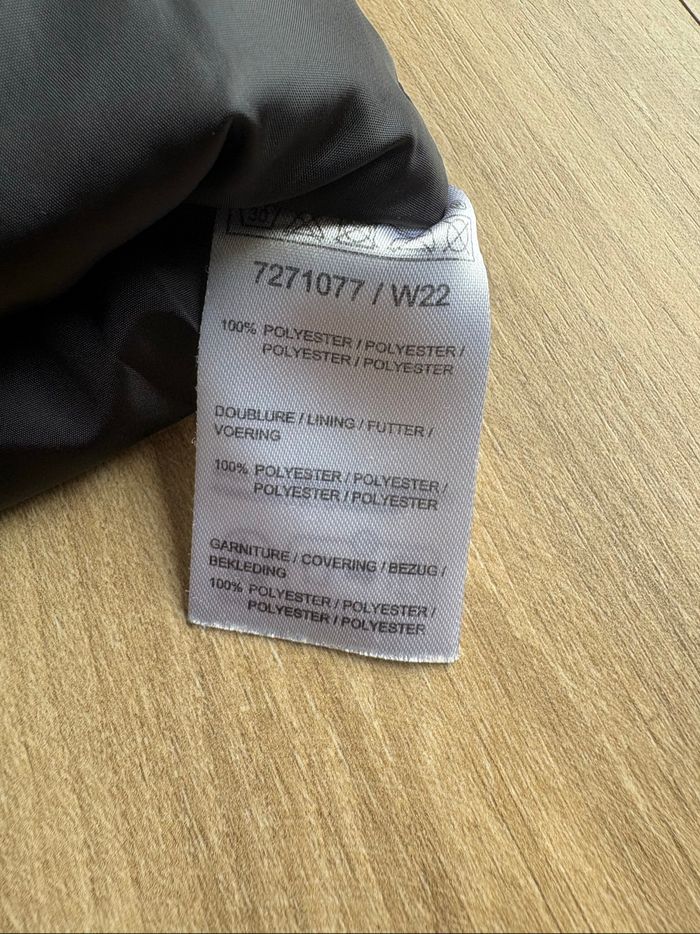 30
7271077 / W22
100% POLYESTER / POLYESTER /
POLYESTER / POLYESTER
DOUBLURE / LINING / FUTTER /
VOERING
100% POLYESTER / POLYESTER /
POLYESTER / POLYESTER
GARNITURE / COVERING / BEZUG /
BEKLEDING
100% POLYESTER / POLYESTER /
POLYESTER / POLYESTER